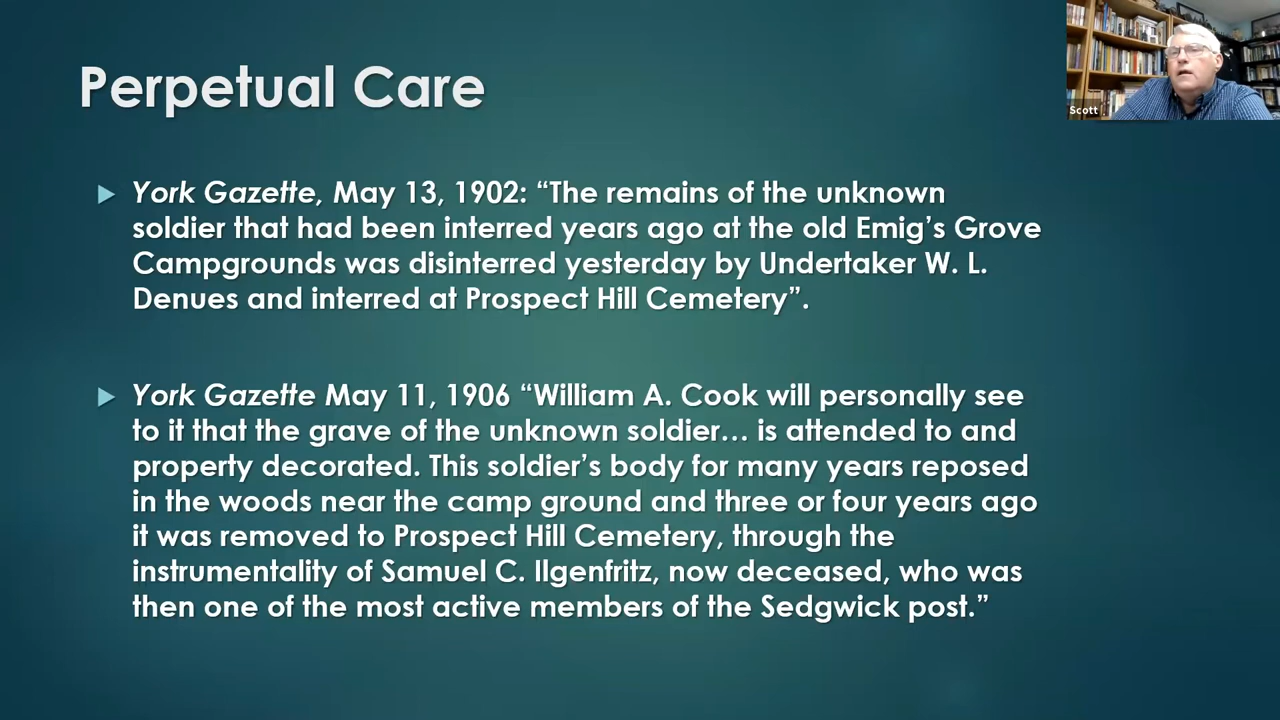 Perpetual Care
Scott
York Gazette, May 13, 1902: “The remains of the unknown
soldier that had been interred years ago at the old Emig’s Grove
Campgrounds was disinterred yesterday by Undertaker W. L.
Denues and interred at Prospect Hill Cemetery”.
York Gazette May 11, 1906 “William A. Cook will personally see
to it that the grave of the unknown soldier… is attended to and
property decorated. This soldier’s body for many years reposed
in the woods near the camp ground and three or four years ago
it was removed to Prospect Hill Cemetery, through the
instrumentality of Samuel C. Ilgenfritz, now deceased, who was
then one of the most active members of the Sedgwick post.”